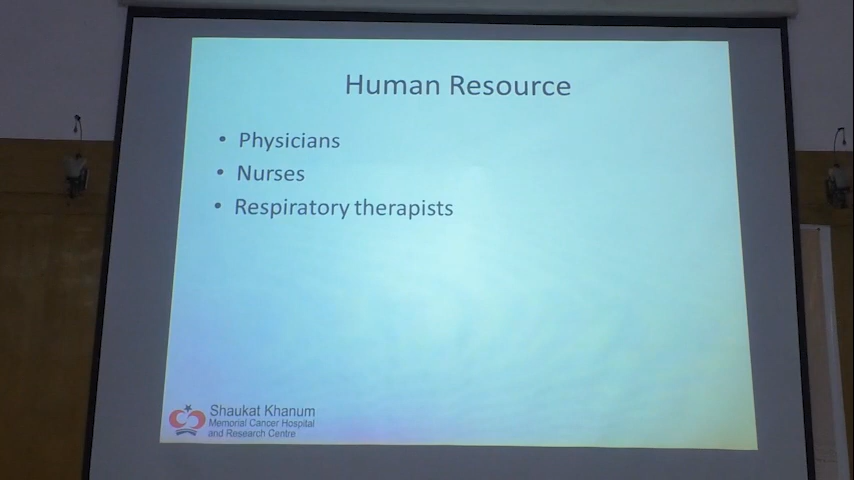 Human Resource
• Physicians
• Nurses
• Respiratory therapists
Shaukat Khanum
Memorial Cancer Hospital
and Research Centre